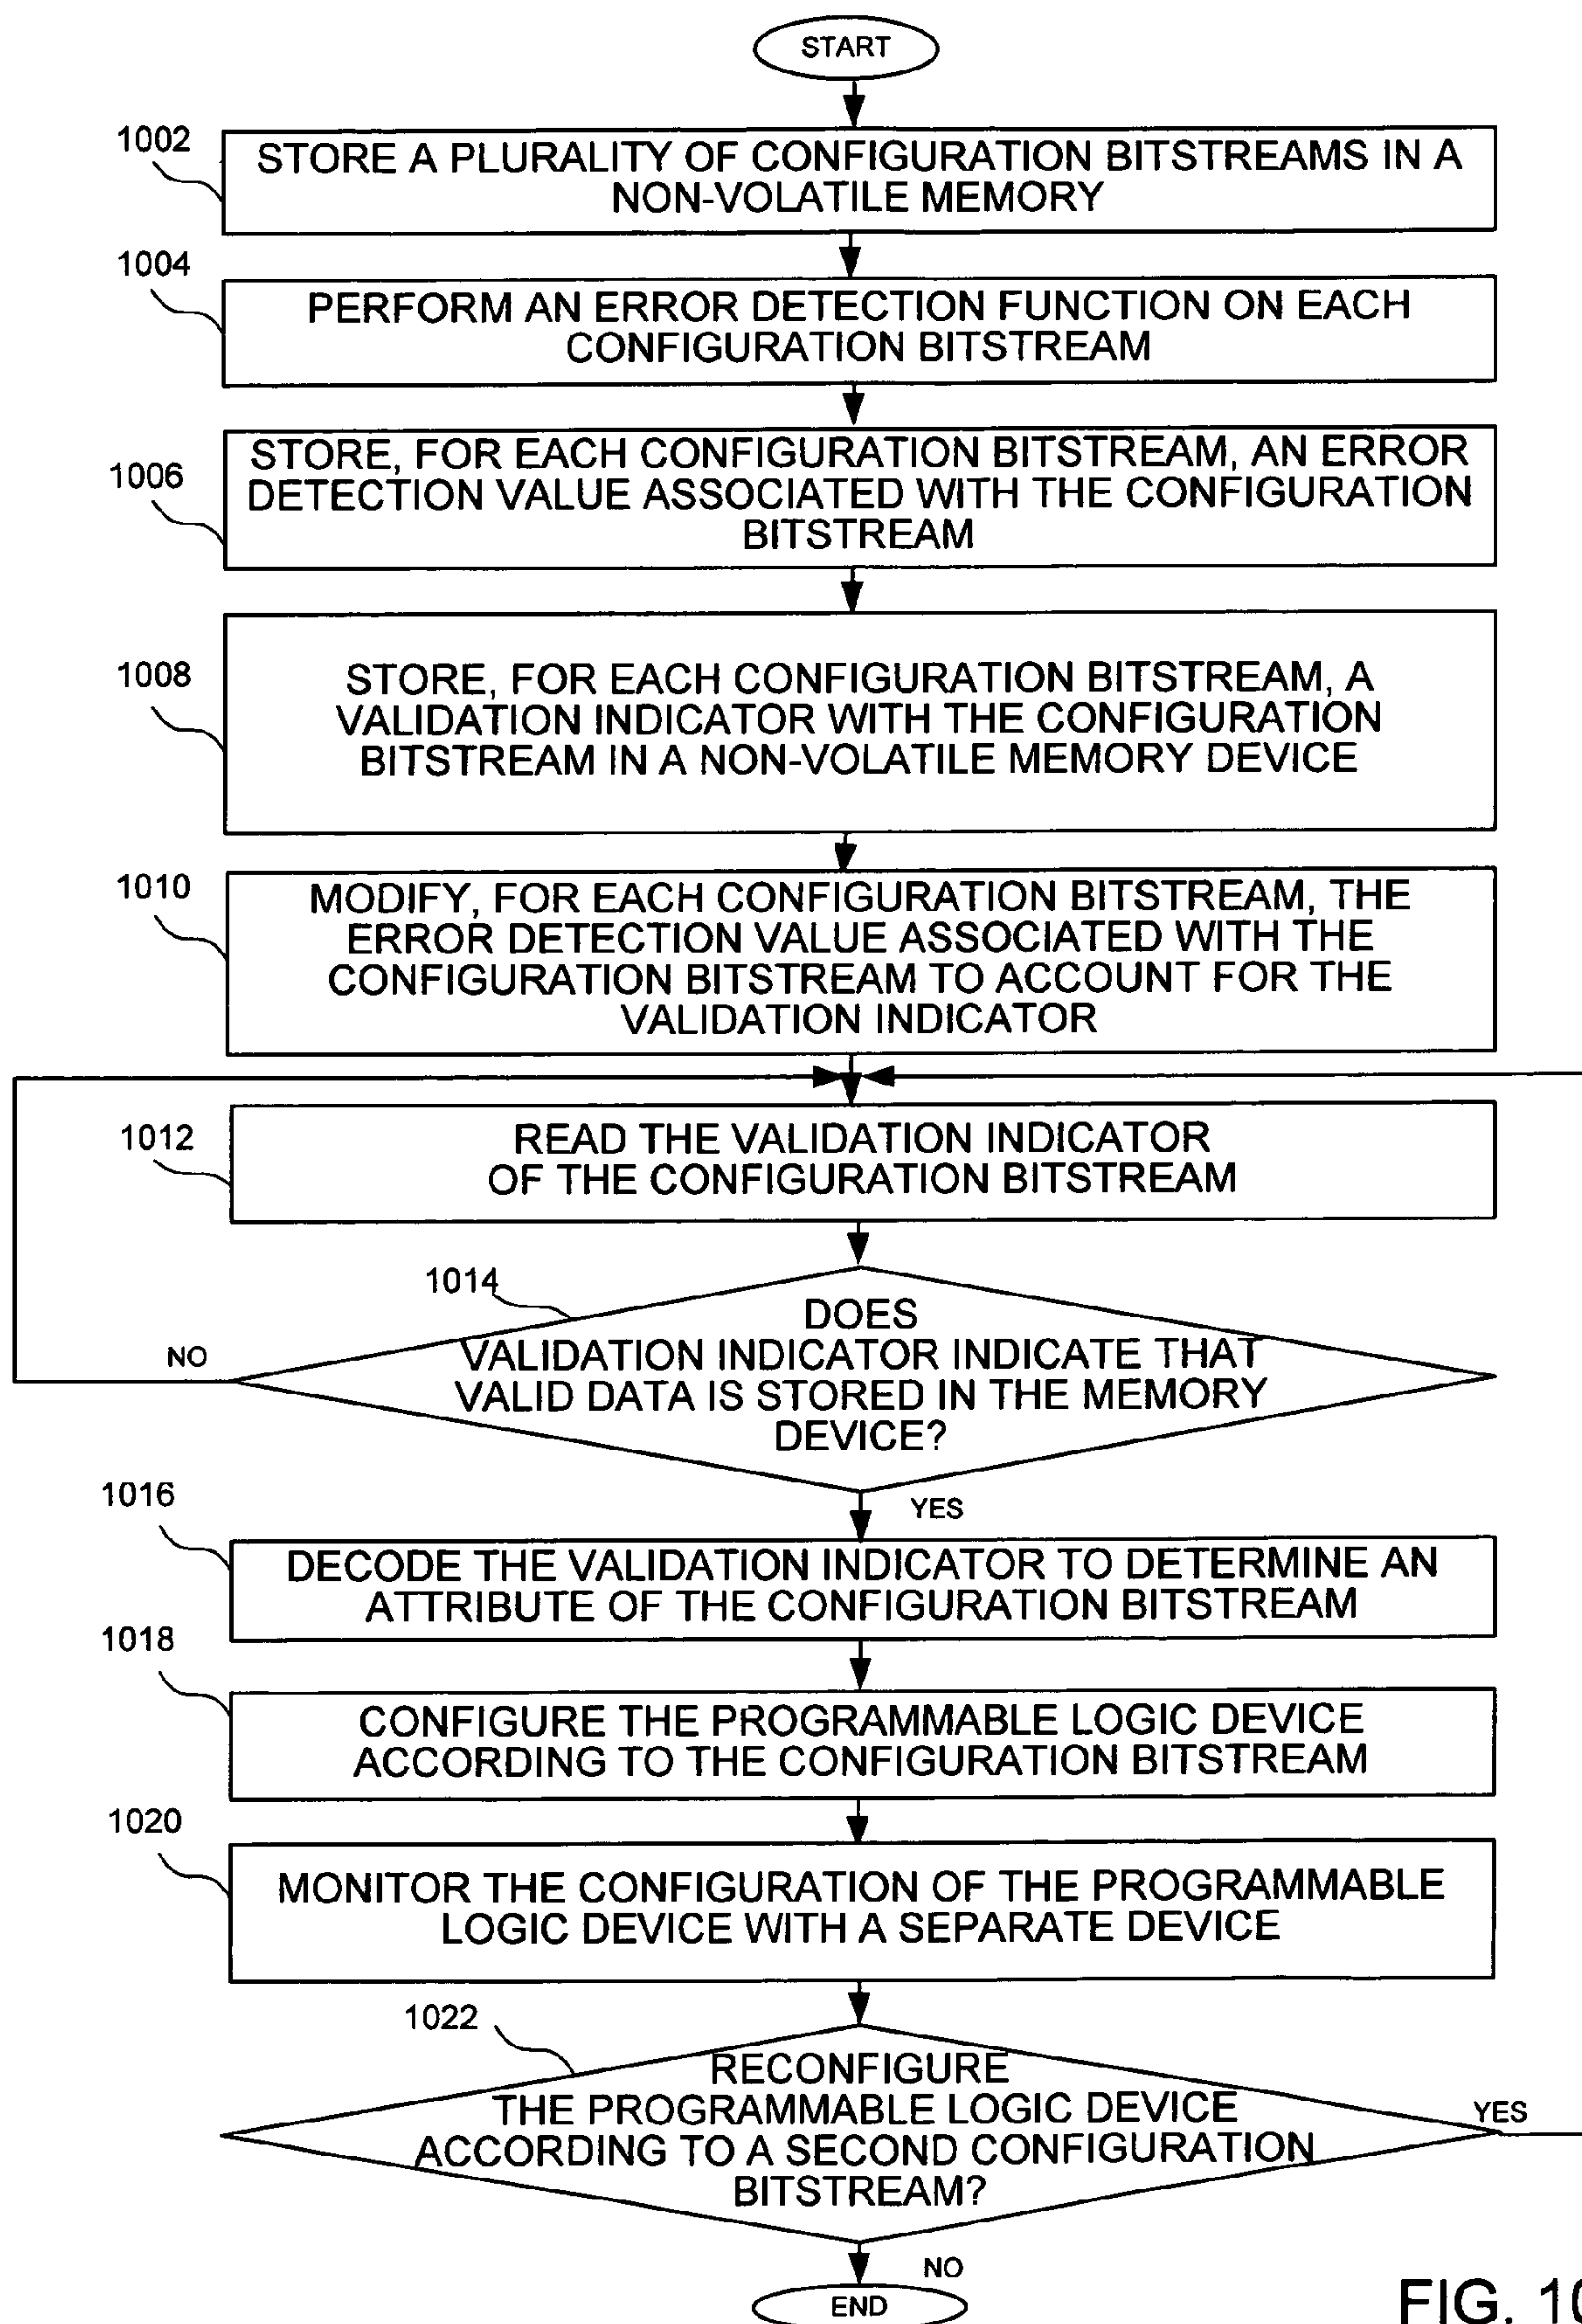 START
1002
STORE A PLURALITY OF CONFIGURATION BITSTREAMS IN A
NON-VOLATILE MEMORY
1004
PERFORM AN ERROR DETECTION FUNCTION ON EACH
CONFIGURATION BITSTREAM
1006
STORE, FOR EACH CONFIGURATION BITSTREAM, AN ERROR
DETECTION VALUE ASSOCIATED WITH THE CONFIGURATION
BITSTREAM
1008
STORE, FOR EACH CONFIGURATION BITSTREAM, A
VALIDATION INDICATOR WITH THE CONFIGURATION
BITSTREAM IN A NON-VOLATILE MEMORY DEVICE
1010
MODIFY, FOR EACH CONFIGURATION BITSTREAM, THE
ERROR DETECTION VALUE ASSOCIATED WITH THE
CONFIGURATION BITSTREAM TO ACCOUNT FOR THE
VALIDATION INDICATOR
1012
READ THE VALIDATION INDICATOR
OF THE CONFIGURATION BITSTREAM
1014
DOES
VALIDATION INDICATOR INDICATE THAT
VALID DATA IS STORED IN THE MEMORY
DEVICE?
NO
YES
1016
DECODE THE VALIDATION INDICATOR TO DETERMINE AN
ATTRIBUTE OF THE CONFIGURATION BITSTREAM
1018
CONFIGURE THE PROGRAMMABLE LOGIC DEVICE
ACCORDING TO THE CONFIGURATION BITSTREAM
1020
MONITOR THE CONFIGURATION OF THE PROGRAMMABLE
LOGIC DEVICE WITH A SEPARATE DEVICE
1022
RECONFIGURE
THE PROGRAMMABLE LOGIC DEVICE
ACCORDING TO A SECOND CONFIGURATION
BITSTREAM?
YES
NO
END
FIG. 10